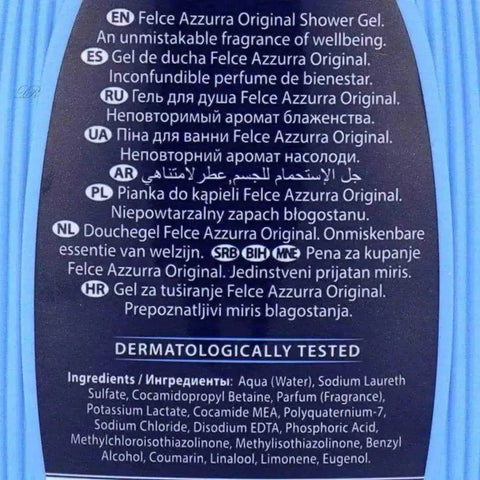 EN Felce Azzurra Original Shower Gel.
An unmistakable fragrance of wellbeing.
ES Gel de ducha Felce Azzurra Original.
Inconfundible perfume de bienestar.
RU Гель для душа Felce Azzurra Original.
Неповторимый аромат блаженства.
UA Піна для ванни Felce Azzurra Original.
Неповторний аромат насолоди.
AR جل الإستحمام للجسم,عطرلامتناهي
PL Pianka do kąpieli Felce Azzurra Original.
Niepowtarzalny zapach błogostanu.
NL Douchegel Felce Azzurra Original. Onmiskenbare
essentie van welzijn. SRB BIH MNE Pena za kupanje
Felce Azzurra Original. Jedinstveni prijatan miris.
HR Gel za tuširanje Felce Azzurra Original.
Prepoznatljivi miris blagostanja.
DERMATOLOGICALLY TESTED
Ingredients / Ингредиенты: Aqua (Water), Sodium Laureth
Sulfate, Cocamidopropyl Betaine, Parfum (Fragrance),
Potassium Lactate, Cocamide MEA, Polyquaternium-7,
Sodium Chloride, Disodium EDTA, Phosphoric Acid,
Methylchloroisothiazolinone, Methylisothiazolinone, Benzyl
Alcohol, Coumarin, Linalool, Limonene, Eugenol.